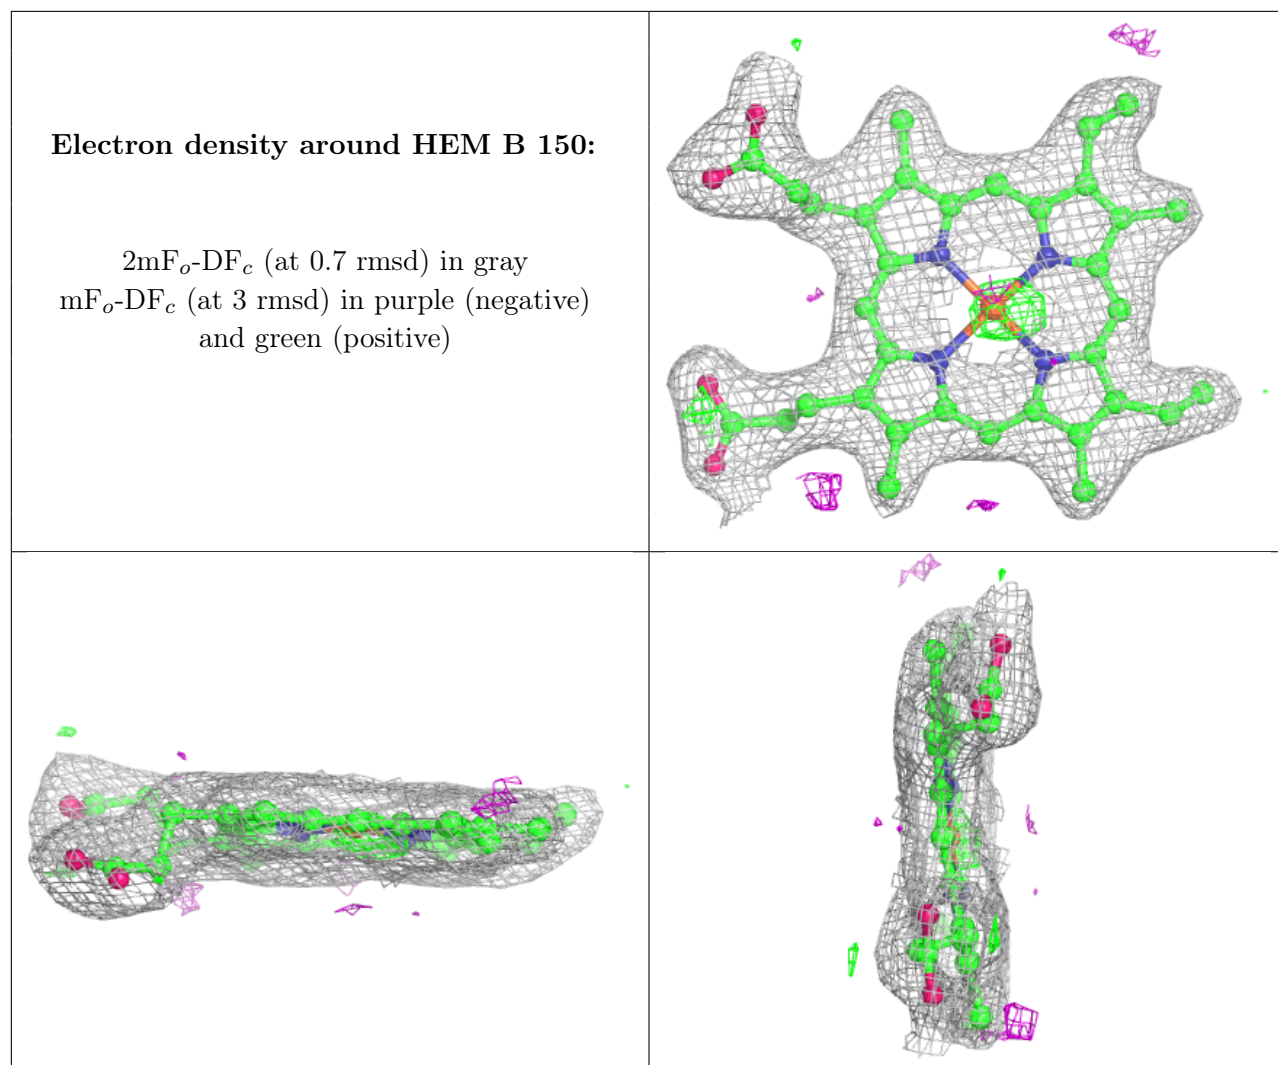 Electron density around HEM B 150:
2mFₒ-DF𝒸 (at 0.7 rmsd) in gray
mFₒ-DF𝒸 (at 3 rmsd) in purple (negative)
and green (positive)